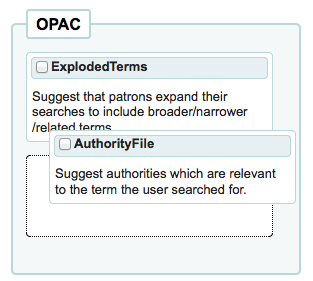 OPAC
ExplodedTerms
Suggest that patrons expand their
searches to include broader/narrower
/related terms
AuthorityFile
Suggest authorities which are relevant
to the term the user searched for.